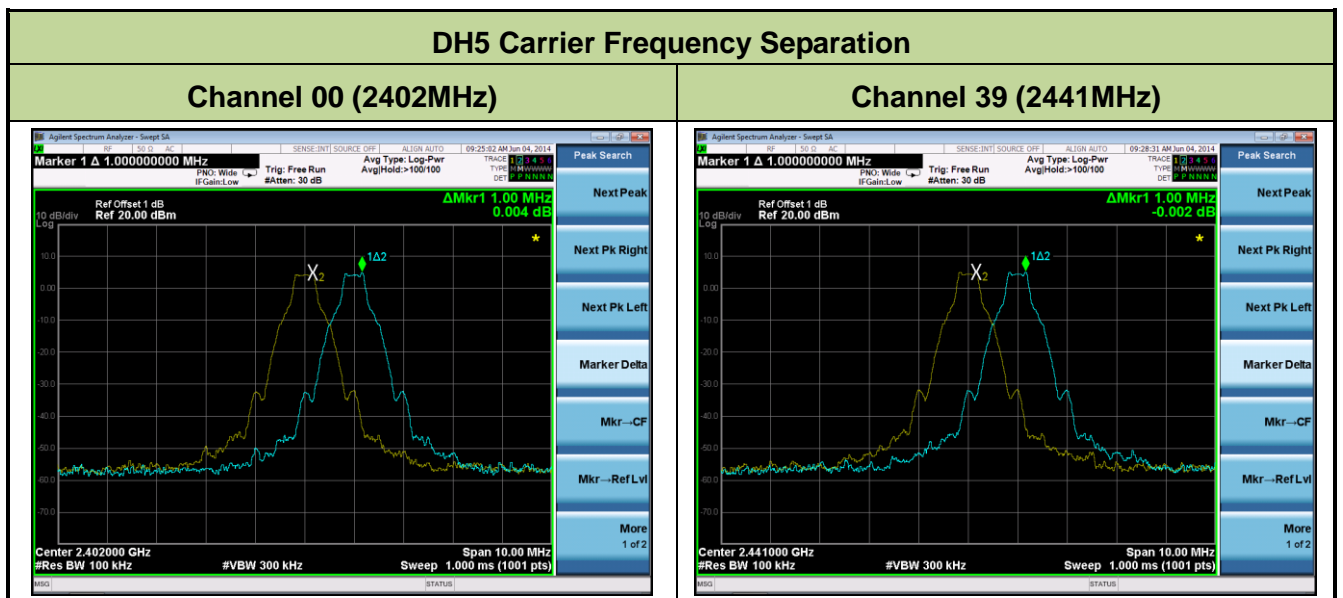 DH5 Carrier Frequency Separation
Channel 00 (2402MHz)
Channel 39 (2441MHz)
Agilent Spectrum Analyzer - Swept SA
RF 50 Ω AC SENSE:INT SOURCE OFF ALIGN AUTO 09:25:02 AM Jun 04, 2014
Marker 1 Δ 1.000000000 MHz
PNO: Wide
IFGain:Low
Trig: Free Run
#Atten: 30 dB
Avg Type: Log-Pwr
Avg|Hold:>100/100
TRACE 1 2 3 4 5 6
TYPE M M W W W W
DET P P N N N N
Peak Search
ΔMkr1 1.00 MHz
0.004 dB
Ref Offset 1 dB
10 dB/div Ref 20.00 dBm
Log
10.0
0.00
-10.0
-20.0
-30.0
-40.0
-50.0
-60.0
-70.0
X2
1Δ2
*
Next Peak
Next Pk Right
Next Pk Left
Marker Delta
Mkr→CF
Mkr→Ref Lvl
More
1 of 2
Center 2.402000 GHz Span 10.00 MHz
#Res BW 100 kHz #VBW 300 kHz Sweep 1.000 ms (1001 pts)
MSG STATUS
Agilent Spectrum Analyzer - Swept SA
RF 50 Ω AC SENSE:INT SOURCE OFF ALIGN AUTO 09:28:31 AM Jun 04, 2014
Marker 1 Δ 1.000000000 MHz
PNO: Wide
IFGain:Low
Trig: Free Run
#Atten: 30 dB
Avg Type: Log-Pwr
Avg|Hold:>100/100
TRACE 1 2 3 4 5 6
TYPE M M W W W W
DET P P N N N N
Peak Search
ΔMkr1 1.00 MHz
-0.002 dB
Ref Offset 1 dB
10 dB/div Ref 20.00 dBm
Log
10.0
0.00
-10.0
-20.0
-30.0
-40.0
-50.0
-60.0
-70.0
X2
1Δ2
*
Next Peak
Next Pk Right
Next Pk Left
Marker Delta
Mkr→CF
Mkr→Ref Lvl
More
1 of 2
Center 2.441000 GHz Span 10.00 MHz
#Res BW 100 kHz #VBW 300 kHz Sweep 1.000 ms (1001 pts)
MSG STATUS